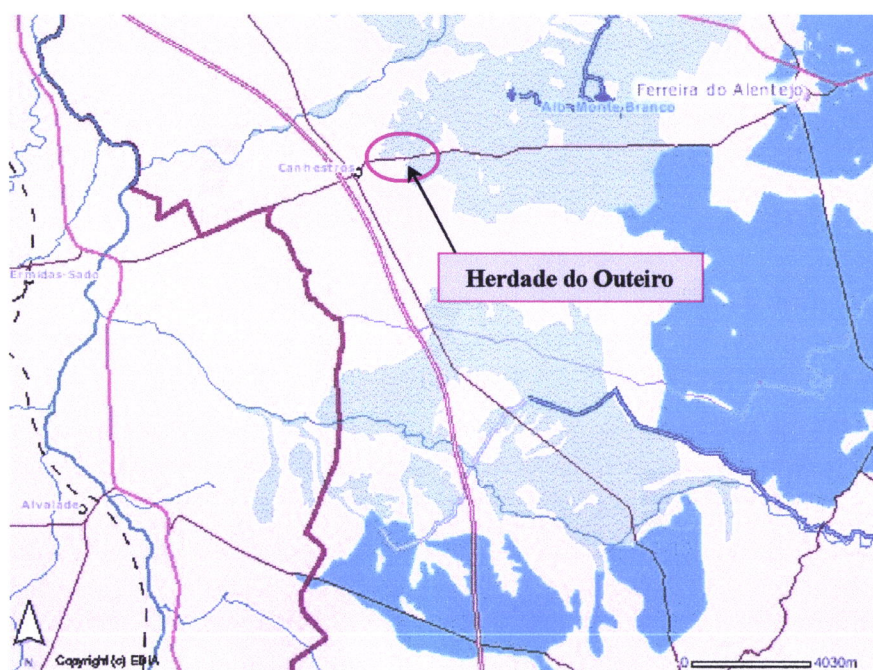 Ferreira do Alentejo
Alb. Monte Branco
Canhestros
Herdade do Outeiro
Ermidas-Sado
Alvalade
N
Copyright (c) EDIA
0 4030m